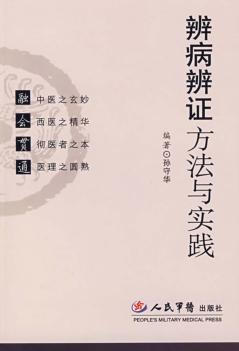 辨病辨证
方法与实践
编著◎孙守华
融 中医之玄妙
会 西医之精华
贯 彻医者之本
通 医理之圆熟
人民军医出版社
PEOPLE'S MILITARY MEDICAL PRESS